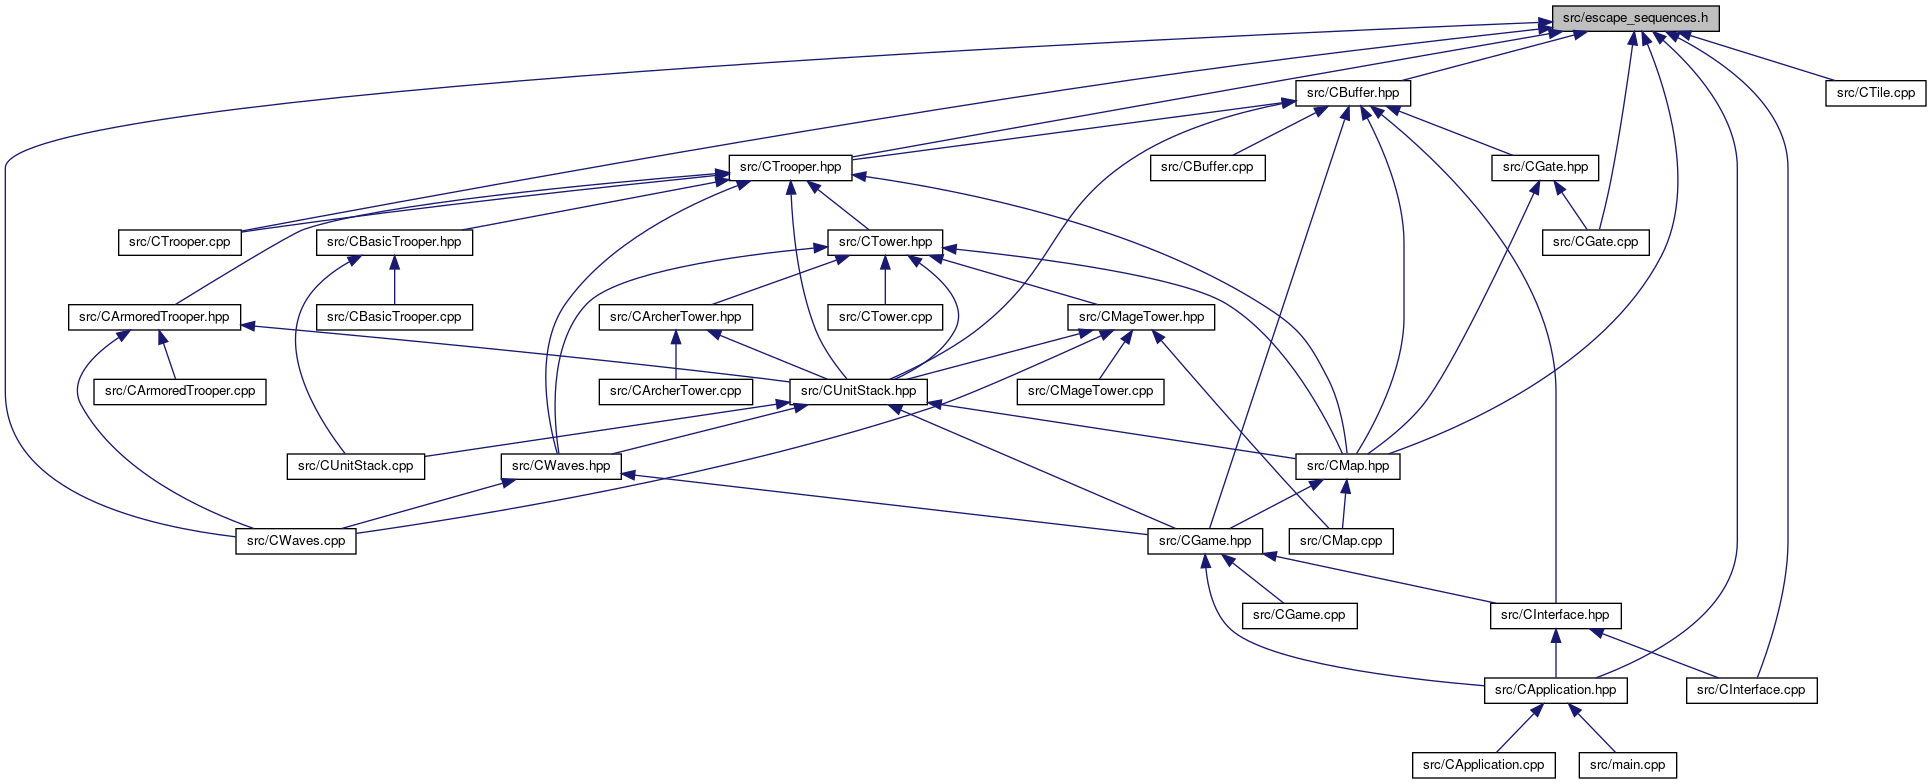 src/escape_sequences.h
src/CBuffer.hpp
src/CTile.cpp
src/CTrooper.hpp
src/CBuffer.cpp
src/CGate.hpp
src/CTrooper.cpp
src/CBasicTrooper.hpp
src/CTower.hpp
src/CGate.cpp
src/CArmoredTrooper.hpp
src/CBasicTrooper.cpp
src/CArcherTower.hpp
src/CTower.cpp
src/CMageTower.hpp
src/CArmoredTrooper.cpp
src/CArcherTower.cpp
src/CUnitStack.hpp
src/CMageTower.cpp
src/CUnitStack.cpp
src/CWaves.hpp
src/CMap.hpp
src/CWaves.cpp
src/CGame.hpp
src/CMap.cpp
src/CGame.cpp
src/CInterface.hpp
src/CApplication.hpp
src/CInterface.cpp
src/CApplication.cpp
src/main.cpp